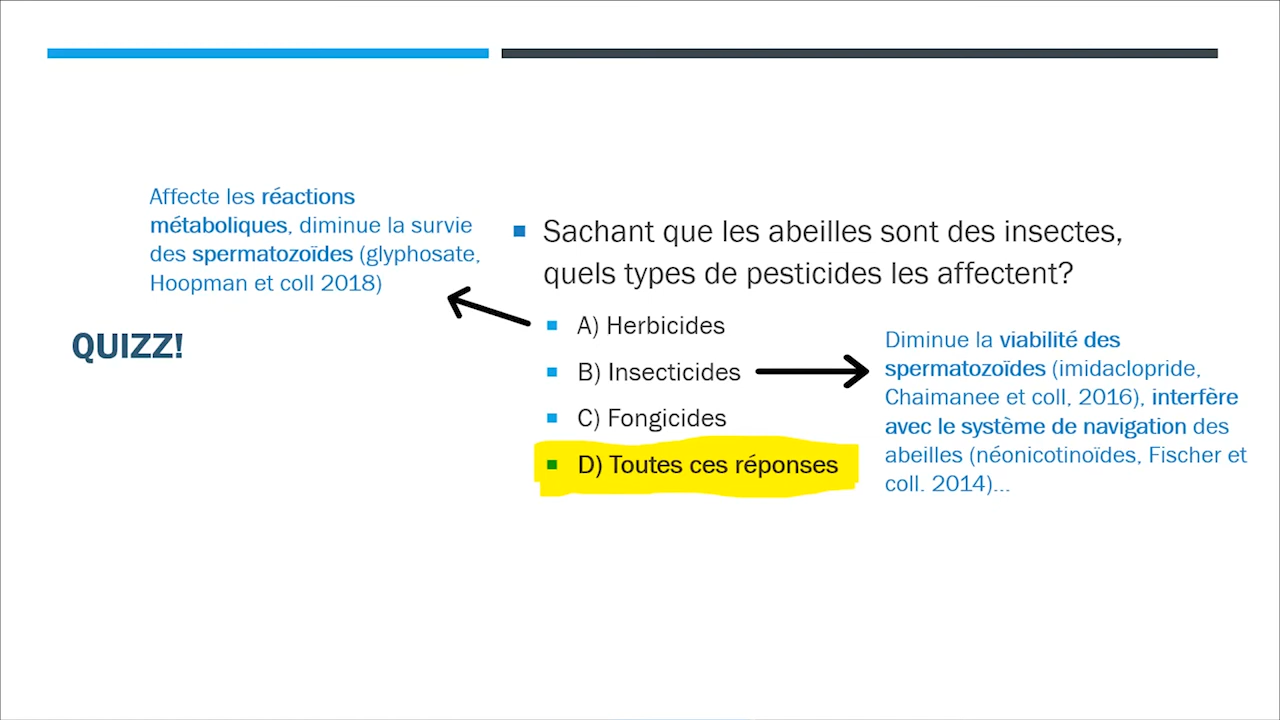 Affecte les réactions
métaboliques, diminue la survie
des spermatozoïdes (glyphosate,
Hoopman et coll 2018)
QUIZZ!
Sachant que les abeilles sont des insectes,
quels types de pesticides les affectent?
A) Herbicides
B) Insecticides
C) Fongicides
D) Toutes ces réponses
Diminue la viabilité des
spermatozoïdes (imidaclopride,
Chaimanee et coll, 2016), interfère
avec le système de navigation des
abeilles (néonicotinoïdes, Fischer et
coll. 2014)...